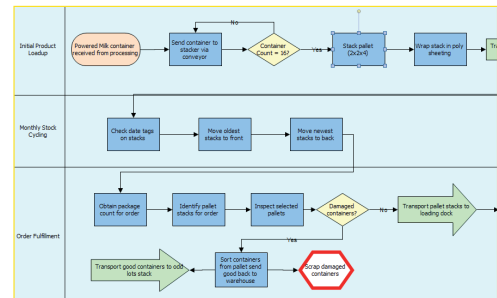 No
Initial Product
Loadup
Powered Milk container
received from processing
Send container to
stacker via
conveyor
Container
Count = 16?
Yes
Stack pallet
(2x2x4)
Wrap stack in poly
sheeting
Monthly Stock
Cycling
Check date tags
on stacks
Move oldest
stacks to front
Move newest
stacks to back
Order Fulfillment
Obtain package
count for order
Identify pallet
stacks for order
Inspect selected
pallets
Damaged
containers?
No
Transport pallet stacks to
loading dock
Yes
Transport good containers to odd
lots stack
Sort containers
from pallet send
good back to
warehouse
Scrap damaged
containers